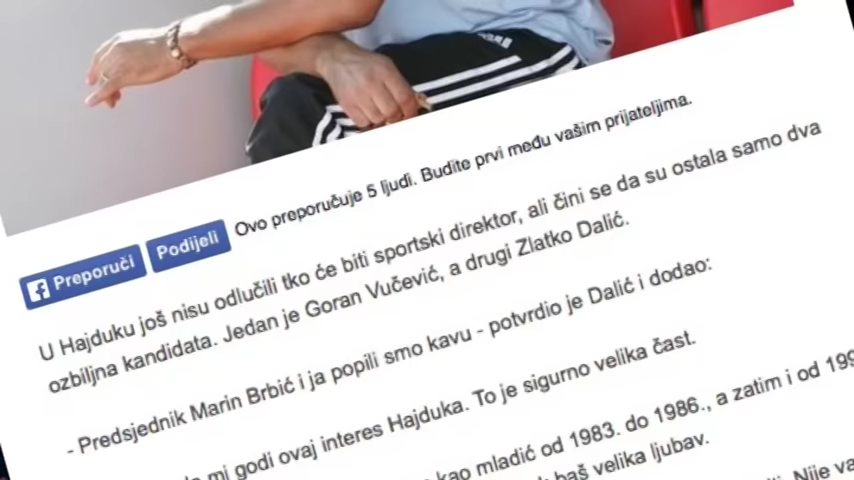 Ovo preporučuje 5 ljudi. Budite prvi među vašim prijateljima.
Preporuči Podijeli
U Hajduku još nisu odlučili tko će biti sportski direktor, ali čini se da su ostala samo dva
ozbiljna kandidata. Jedan je Goran Vučević, a drugi Zlatko Dalić.
- Predsjednik Marin Brbić i ja popili smo kavu - potvrdio je Dalić i dodao:
mi godi ovaj interes Hajduka. To je sigurno velika čast.
kao mladić od 1983. do 1986., a zatim i od 199
baš velika ljubav.
Nije va